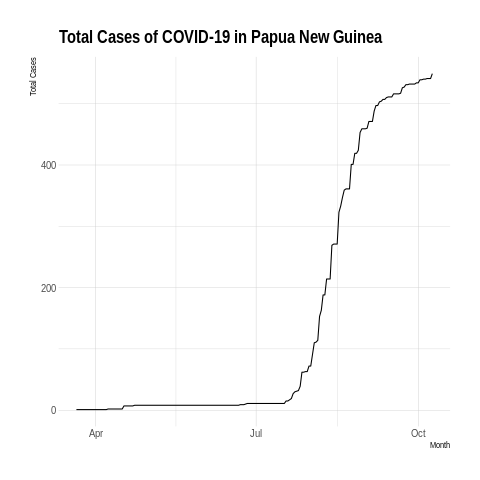 Total Cases of COVID-19 in Papua New Guinea
Total Cases
400
200
0
Apr Jul Oct
Month